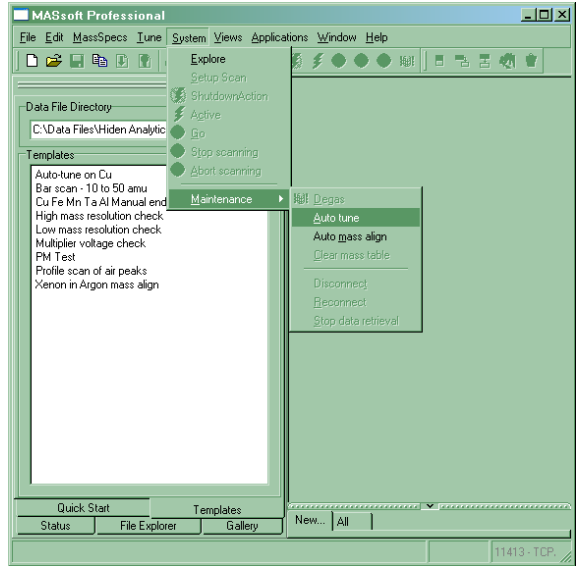 MASsoft Professional
File Edit MassSpecs Tune System Views Applications Window Help
Explore
Setup Scan
ShutdownAction
Active
Go
Stop scanning
Abort scanning
Maintenance
Degas
Auto tune
Auto mass align
Clear mass table
Disconnect
Reconnect
Stop data retrieval
Data File Directory
C:\Data Files\Hiden Analytic
Templates
Auto-tune on Cu
Bar scan - 10 to 50 amu
Cu Fe Mn Ta Al Manual end
High mass resolution check
Low mass resolution check
Multiplier voltage check
PM Test
Profile scan of air peaks
Xenon in Argon mass align
Quick Start Templates
Status File Explorer Gallery
New... All
11413 - TCP.